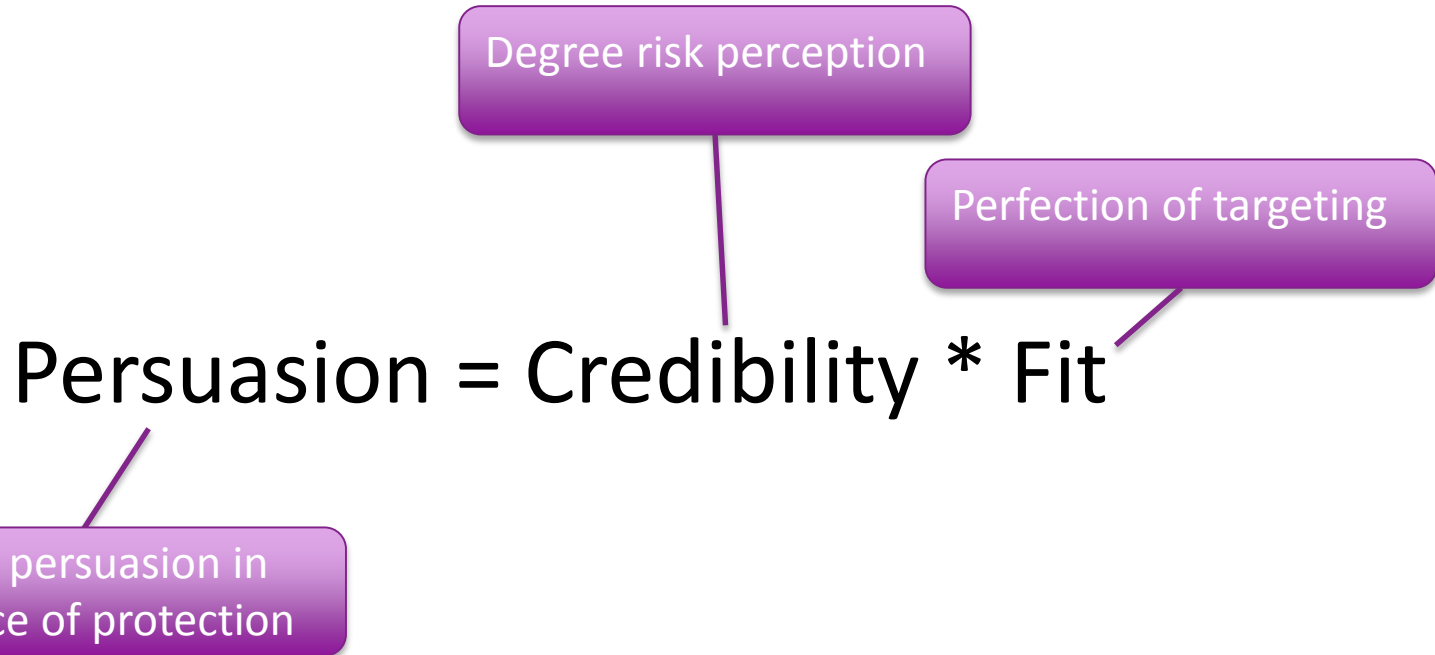 Degree risk perception
Perfection of targeting
Persuasion = Credibility * Fit
persuasion in
of protection